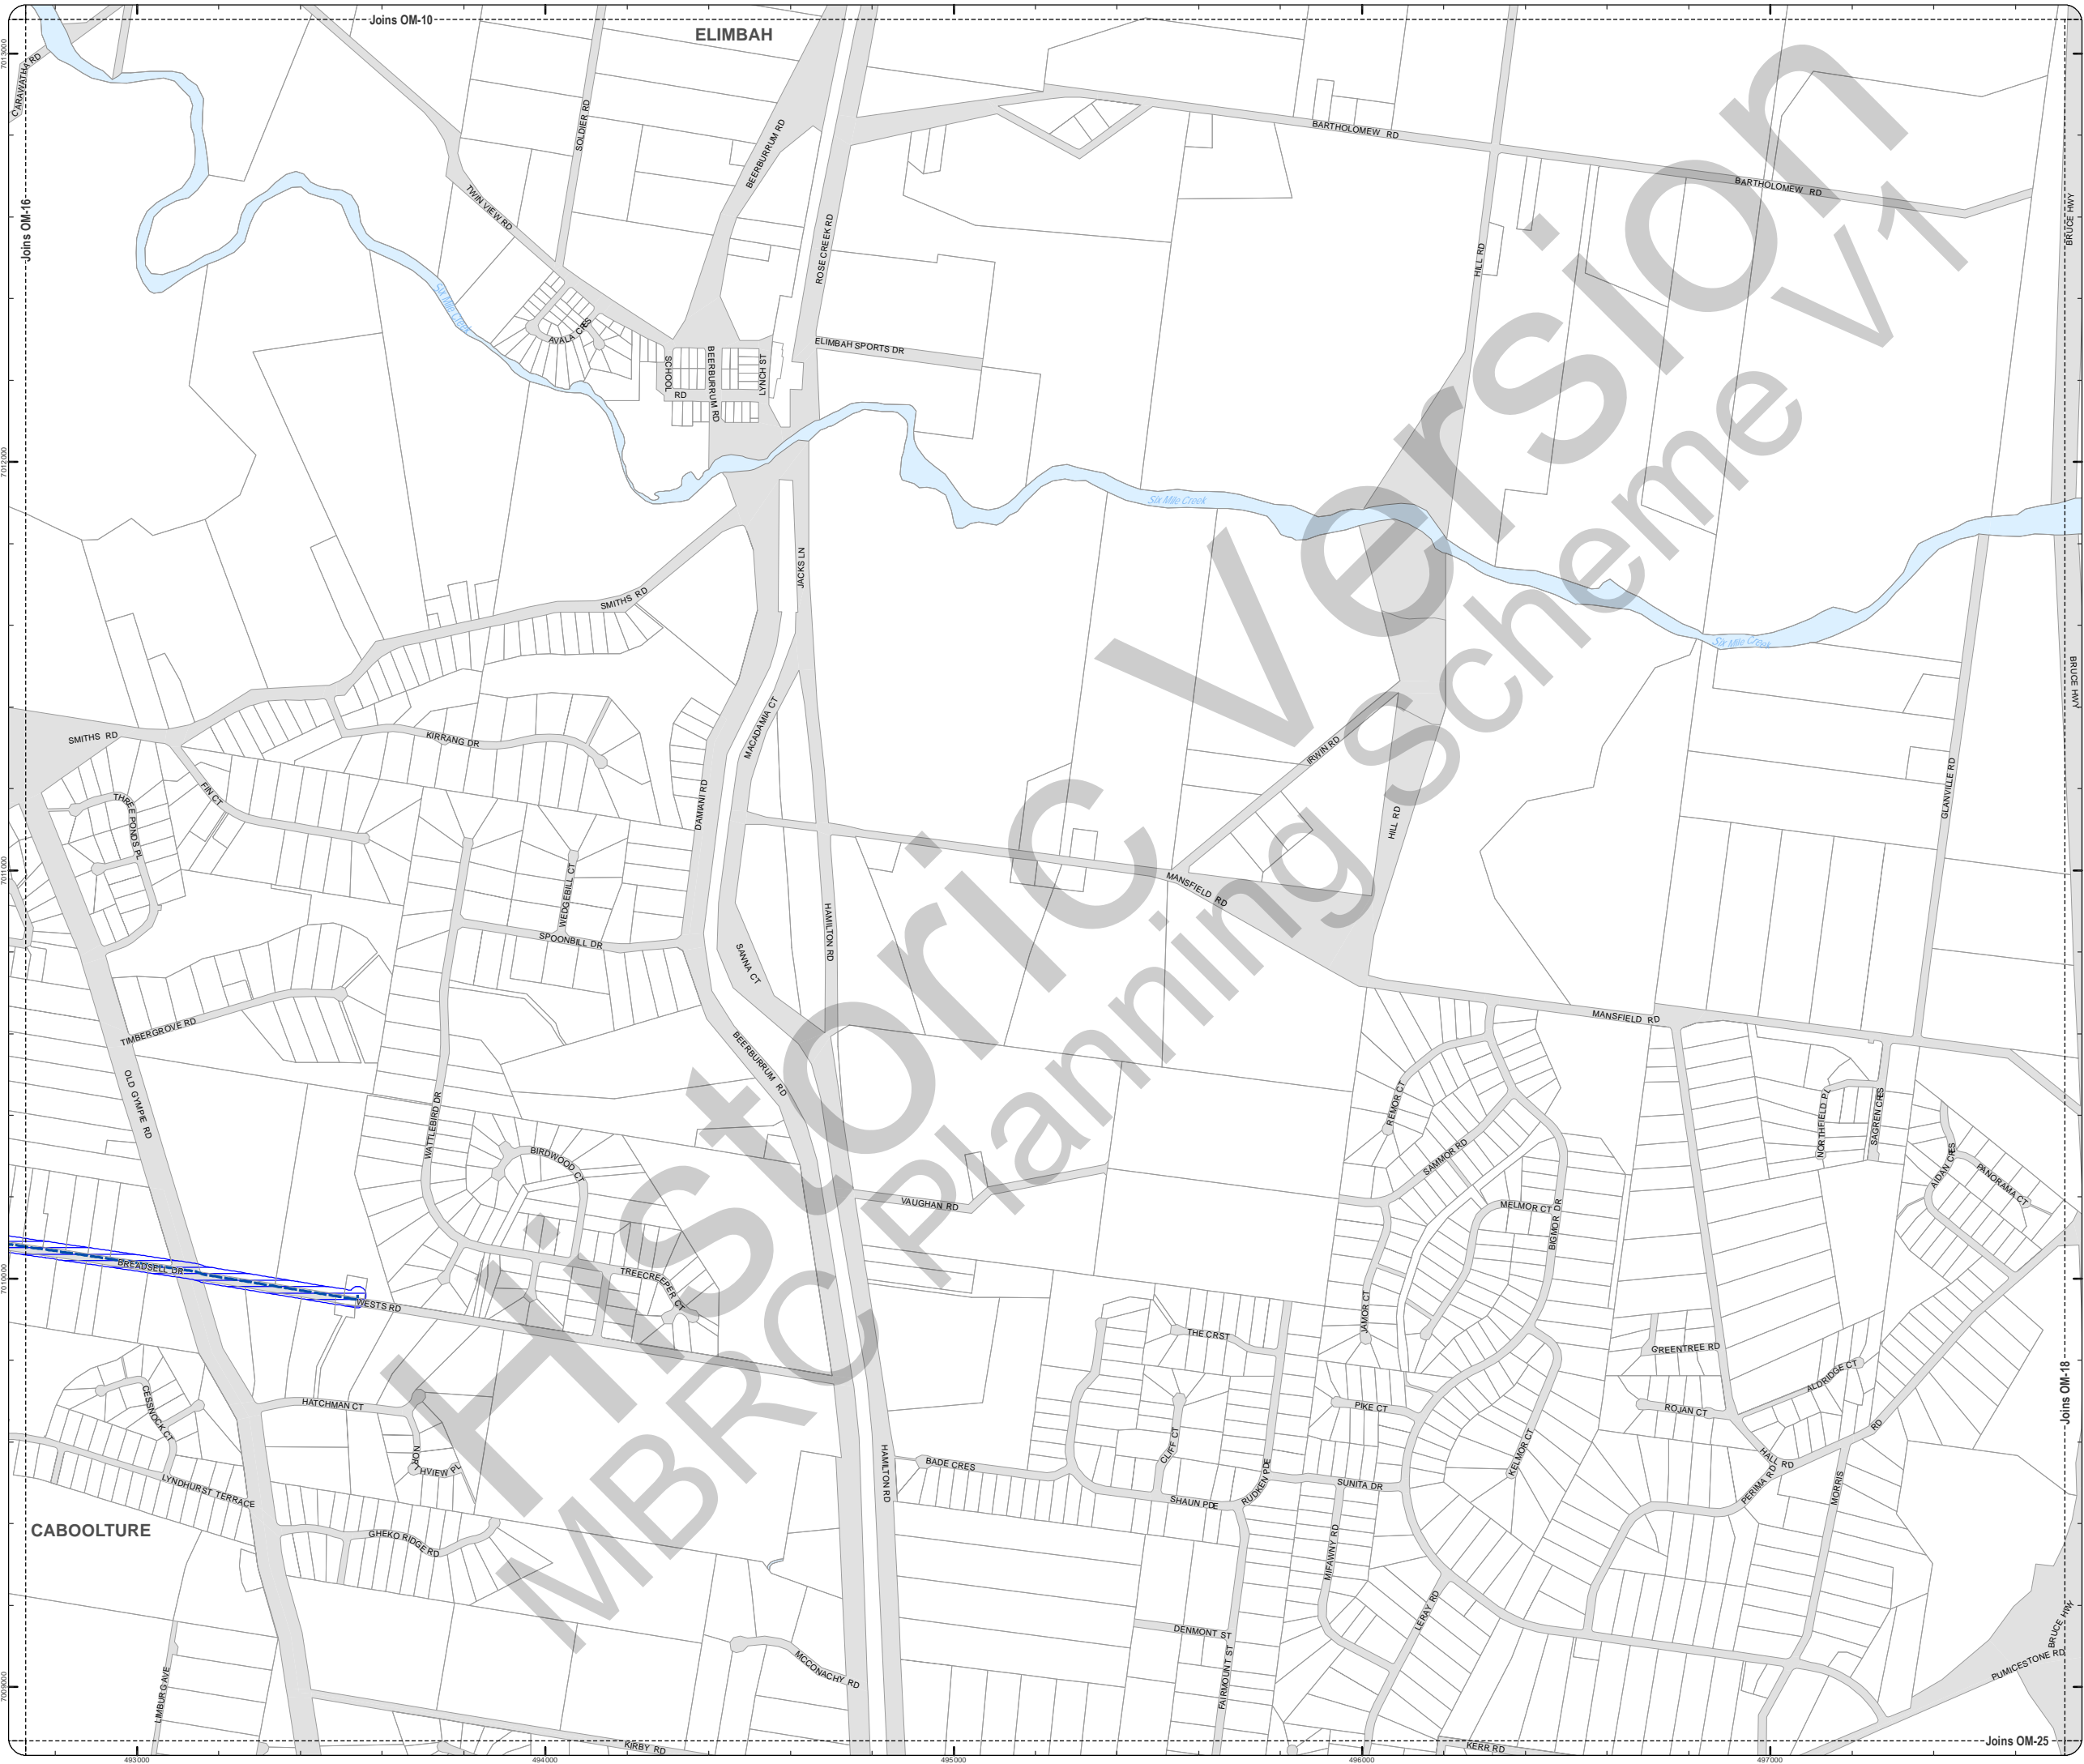 Joins OM-10
ELIMBAH
7013000
CARAWATHA RD
SOLDIER RD
BEERBURRUM RD
BARTHOLOMEW RD
BARTHOLOMEW RD
BRUCE HWY
Joins OM-16
TWIN VIEW RD
ROSE CREEK RD
HILL RD
Six Mile Creek
AVALA CRES
SCHOOL
RD
BEERBURRUM RD
LYNCH ST
ELIMBAH SPORTS DR
7012000
Six Mile Creek
JACKS LN
SMITHS RD
Six Mile Creek
BRUCE HWY
SMITHS RD
KIRRANG DR
MACADAMIA CT
IRWIN RD
THREE PONDS PL
FIN CT
DAMIANI RD
HILL RD
GLANVILLE RD
7011000
WEDGEBILL CT
MANSFIELD RD
SPOONBILL DR
SANNA CT
HAMILTON RD
TIMBERGROVE RD
MANSFIELD RD
OLD GYMPIE RD
WATTLEBIRD DR
BEERBURRUM RD
REMOR CT
NORTHFIELD PL
SAGREN CRES
BIRDWOOD CT
SAMMOR RD
AIDAN CRES
PANORAMA CT
VAUGHAN RD
MELMOR CT
BIGMOR DR
7010000
BREADSELL DR
TREECREEPER CT
WESTS RD
JAMOR CT
THE CRST
GREENTREE RD
ALDRIDGE CT
Joins OM-18
CESSNOCK CT
HATCHMAN CT
PIKE CT
ROJAN CT
RD
NORTHVIEW PL
HAMILTON RD
BADE CRES
CLIFF CT
KELMOR CT
HALL RD
LYNDHURST TERRACE
SHAUN PDE
RUDKEN PDE
SUNITA DR
PERIMA RD
MORRIS
CABOOLTURE
GHEKO RIDGE RD
MIFAWNY RD
LERAY RD
DENMONT ST
BRUCE HWY
PUMICESTONE RD
7009000
LIMBURG AVE
MCCONACHY RD
FAIRMOUNT ST
KIRBY RD
KERR RD
Joins OM-25
493000
494000
495000
496000
497000
Historic Version
MBRC Planning Scheme V1